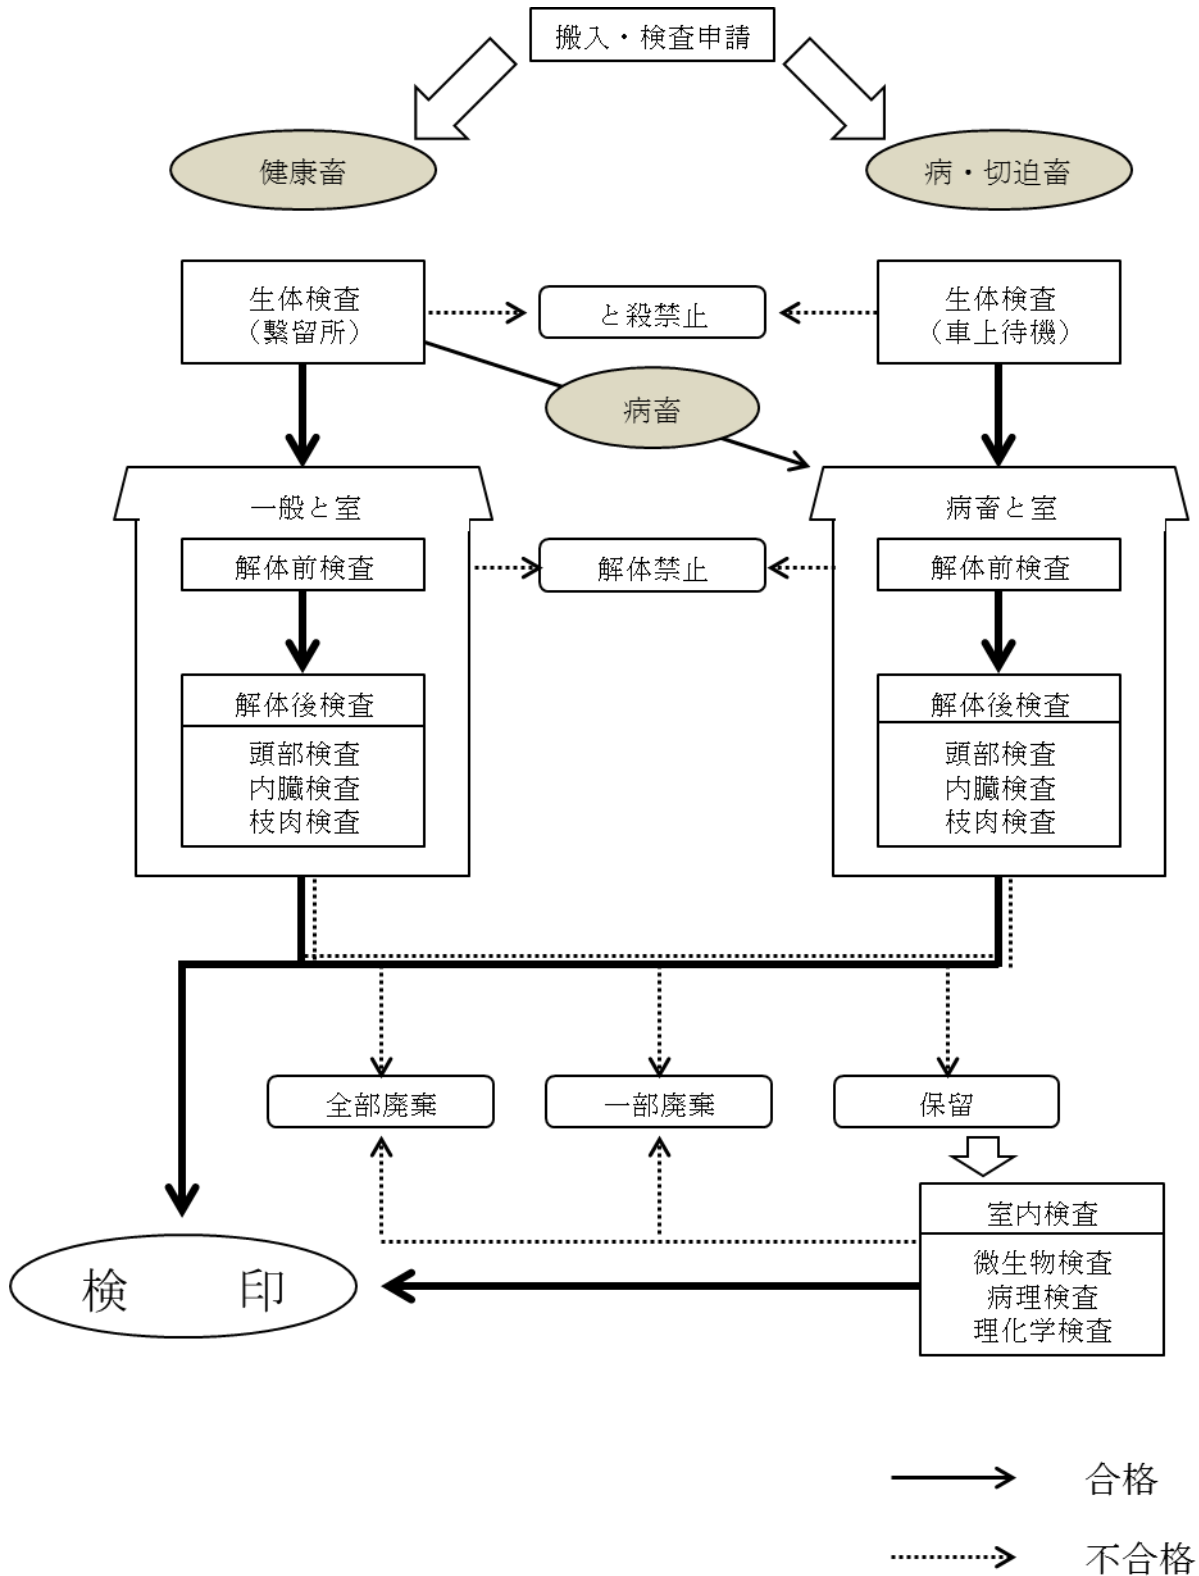 搬入・検査申請
健康畜
病・切迫畜
生体検査
（繋留所）
と殺禁止
生体検査
（車上待機）
病畜
一般と室
病畜と室
解体前検査
解体禁止
解体前検査
解体後検査
頭部検査
内臓検査
枝肉検査
解体後検査
頭部検査
内臓検査
枝肉検査
全部廃棄
一部廃棄
保留
室内検査
微生物検査
病理検査
理化学検査
検　印
合格
不合格